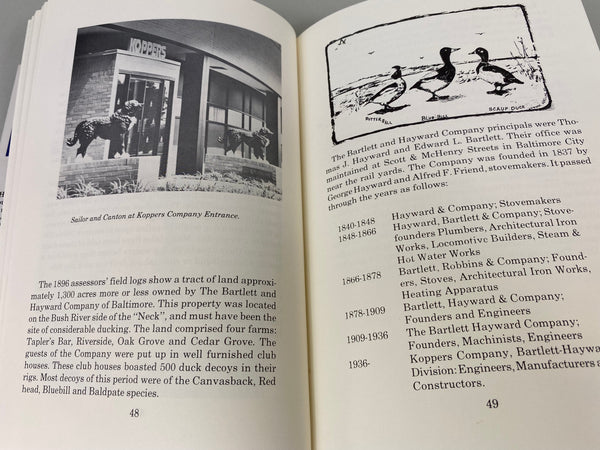 KOPPERS
Sailor and Canton at Koppers Company Entrance.
The 1896 assessors' field logs show a tract of land approxi-
mately 1,300 acres more or less owned by The Bartlett and
Hayward Company of Baltimore. This property was located
on the Bush River side of the "Neck", and must have been the
site of considerable ducking. The land comprised four farms:
Tapler's Bar, Riverside, Oak Grove and Cedar Grove. The
guests of the Company were put up in well furnished club
houses. These club houses boasted 500 duck decoys in their
rigs. Most decoys of this period were of the Canvasback, Red
head, Bluebill and Baldpate species.
48
BLUE BILL
SCAUP DUCK
The Bartlett and Hayward Company principals were Tho-
mas J. Hayward and Edward L. Bartlett. Their office was
maintained at Scott & McHenry Streets in Baltimore City
near the rail yards. The Company was founded in 1837 by
George Hayward and Alfred F. Friend, stovemakers. It passed
through the years as follows:
1840-1848 Hayward & Company; Stovemakers
1848-1866 Hayward, Bartlett & Company; Stove-
founders Plumbers, Architectural Iron
Works, Locomotive Builders, Steam &
Hot Water Works
1866-1878 Bartlett, Robbins & Company; Found-
ers, Stoves, Architectural Iron Works,
Heating Apparatus
1878-1909 Bartlett, Hayward & Company;
Founders and Engineers
1909-1936 The Bartlett Hayward Company;
Founders, Machinists, Engineers
1936- Koppers Company, Bartlett-Haywa
Division: Engineers, Manufacturers a
Constructors.
49